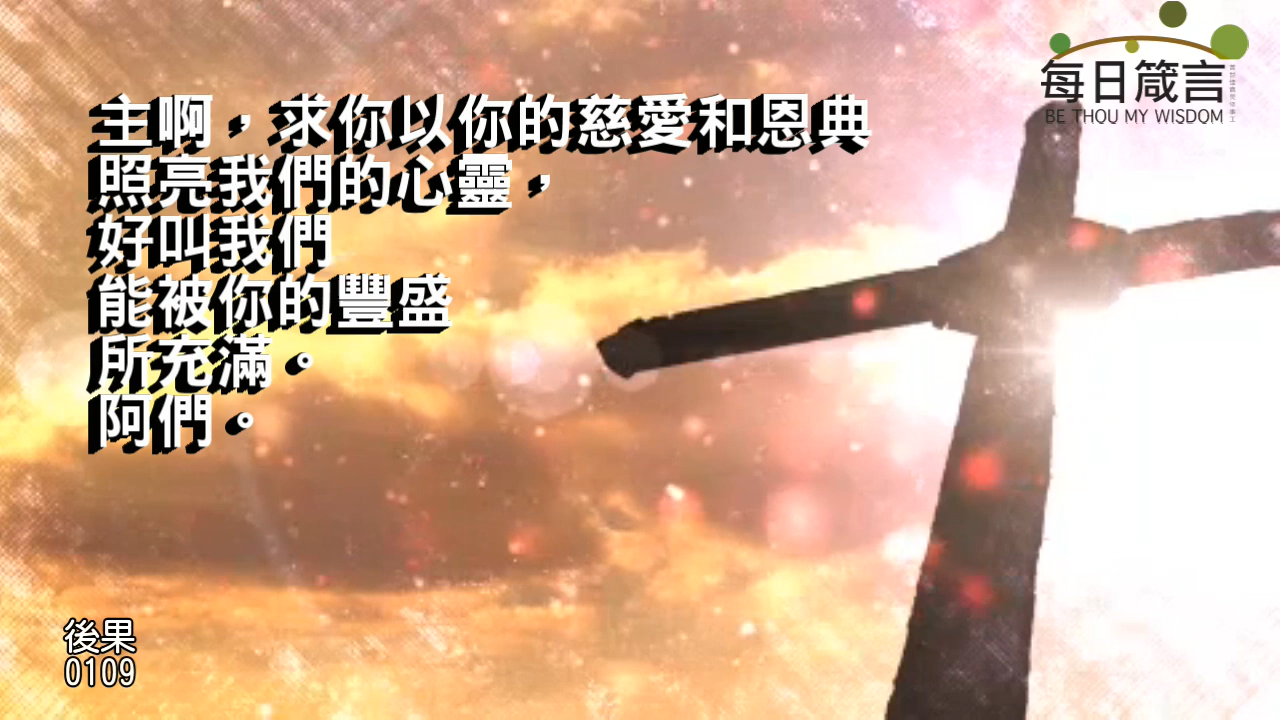 每日箴言
BE THOU MY WISDOM
主啊，求你以你的慈愛和恩典
照亮我們的心靈，
好叫我們
能被你的豐盛
所充滿。
阿們。
後果
0109